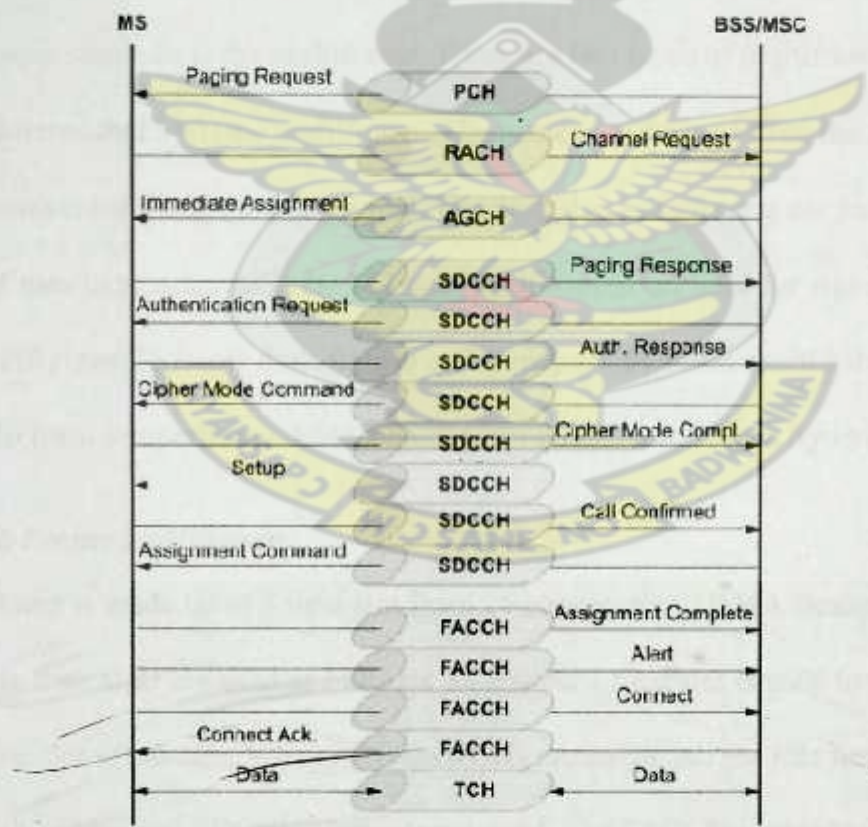 MS BSS/MSC
Paging Request PCH
RACH Channel Request
Immediate Assignment AGCH
SDCCH Paging Response
Authentication Request SDCCH
SDCCH Auth. Response
Cipher Mode Command SDCCH
SDCCH Cipher Mode Compl.
Setup SDCCH
SDCCH Call Confirmed
Assignment Command SDCCH
FACCH Assignment Complete
FACCH Alert
FACCH Connect
Connect Ack FACCH
Data TCH Data